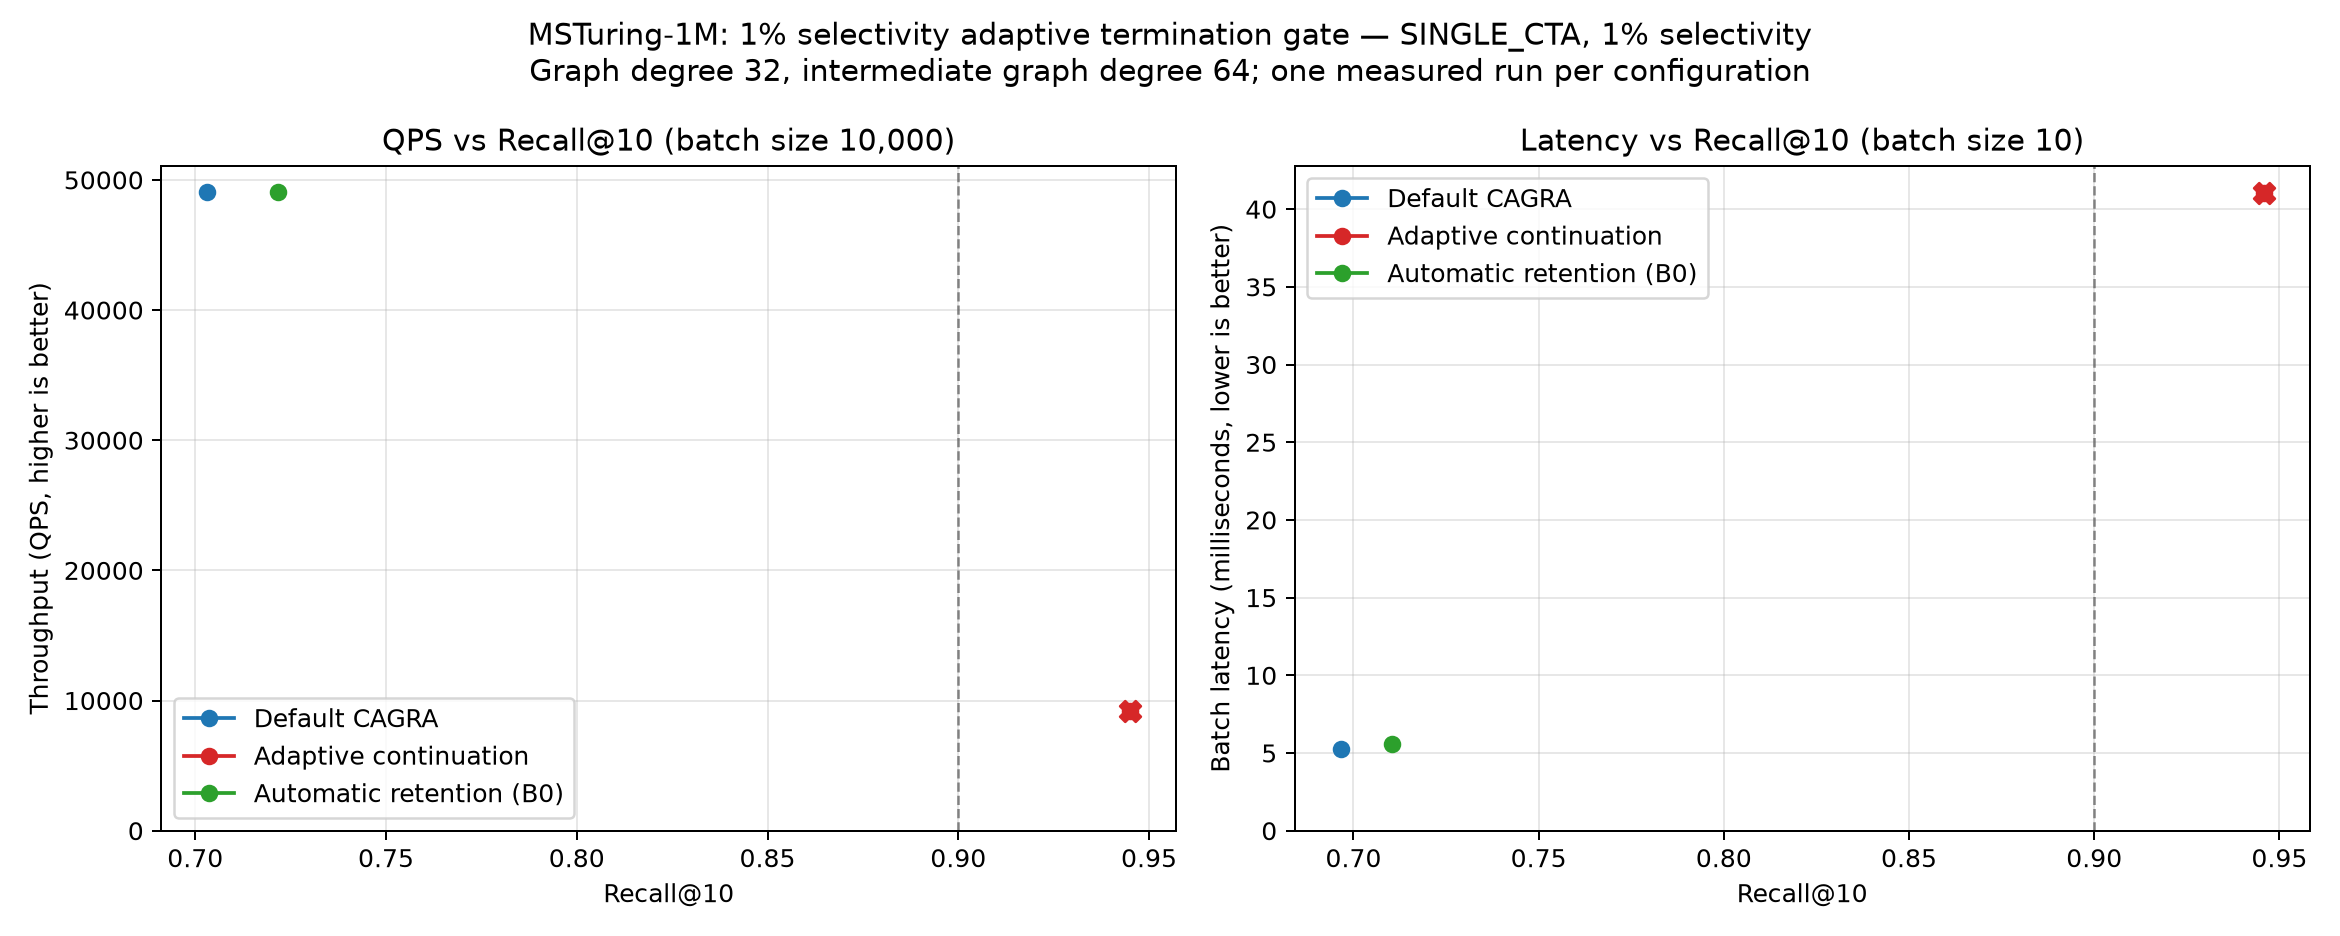 MSTuring-1M: 1% selectivity adaptive termination gate — SINGLE_CTA, 1% selectivity
Graph degree 32, intermediate graph degree 64; one measured run per configuration
QPS vs Recall@10 (batch size 10,000)
Throughput (QPS, higher is better)
50000
40000
30000
20000
10000
0
Default CAGRA
Adaptive continuation
Automatic retention (B0)
0.70 0.75 0.80 0.85 0.90 0.95
Recall@10
Latency vs Recall@10 (batch size 10)
Batch latency (milliseconds, lower is better)
40
35
30
25
20
15
10
5
0
Default CAGRA
Adaptive continuation
Automatic retention (B0)
0.70 0.75 0.80 0.85 0.90 0.95
Recall@10